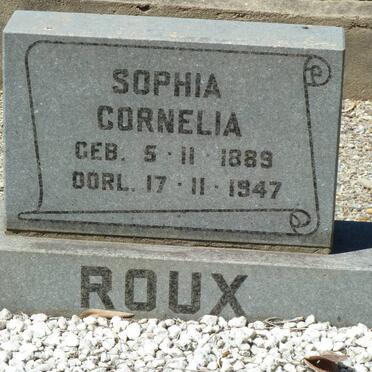 SOPHIA
CORNELIA
GEB. 5·11·1889
OORL. 17·11·1947
ROUX